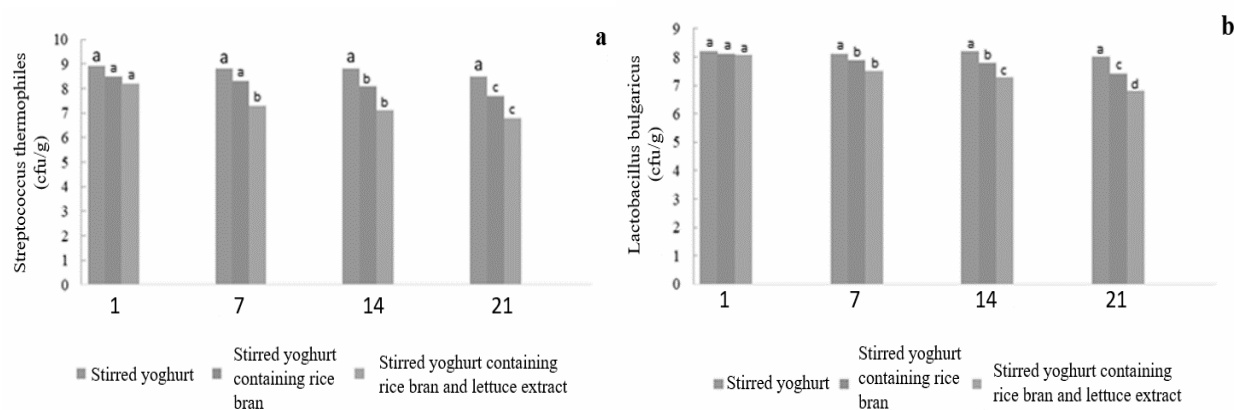 a
Streptococcus thermophiles
(cfu/g)
10
9
8
7
6
5
4
3
2
1
0
a a a
a a b
a b b
a c c
1 7 14 21
Stirred yoghurt
Stirred yoghurt
containing rice
bran
Stirred yoghurt containing
rice bran and lettuce extract
b
Lactobacillus bulgaricus
(cfu/g)
9
8
7
6
5
4
3
2
1
0
a a a
a b b
a b c
a c d
1 7 14 21
Stirred yoghurt
Stirred yoghurt
containing rice
bran
Stirred yoghurt containing
rice bran and lettuce extract